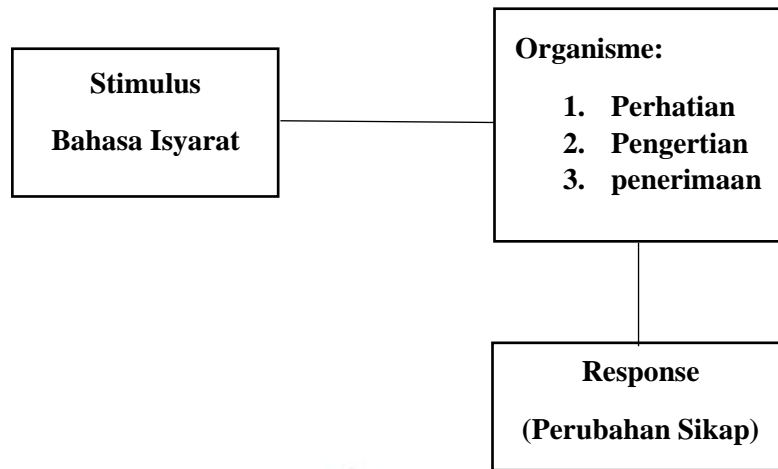 Stimulus
Bahasa Isyarat
Organisme:
1. Perhatian
2. Pengertian
3. penerimaan
Response
(Perubahan Sikap)